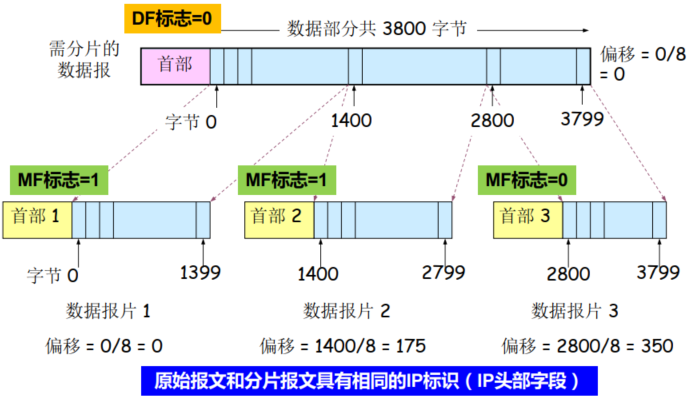 DF标志=0
数据部分共 3800 字节
需分片的
数据报
首部
偏移 = 0/8
= 0
字节 0
1400
2800
3799
MF标志=1
MF标志=1
MF标志=0
首部 1
首部 2
首部 3
字节 0
1399
1400
2799
2800
3799
数据报片 1
数据报片 2
数据报片 3
偏移 = 0/8 = 0
偏移 = 1400/8 = 175
偏移 = 2800/8 = 350
原始报文和分片报文具有相同的IP标识（IP头部字段）